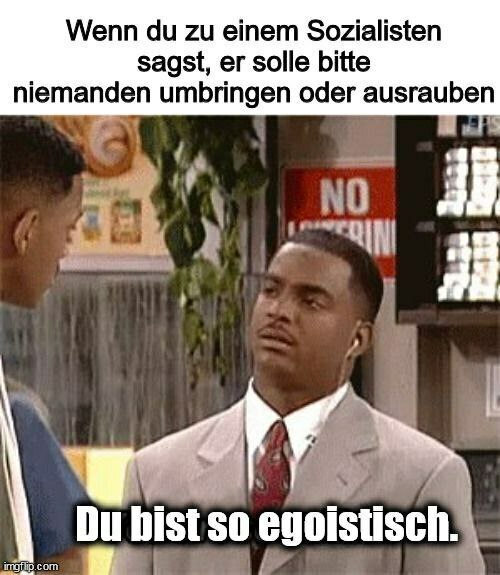 Wenn du zu einem Sozialisten
sagst, er solle bitte
niemanden umbringen oder ausrauben
NO
Du bist so egoistisch.
imgflip.com